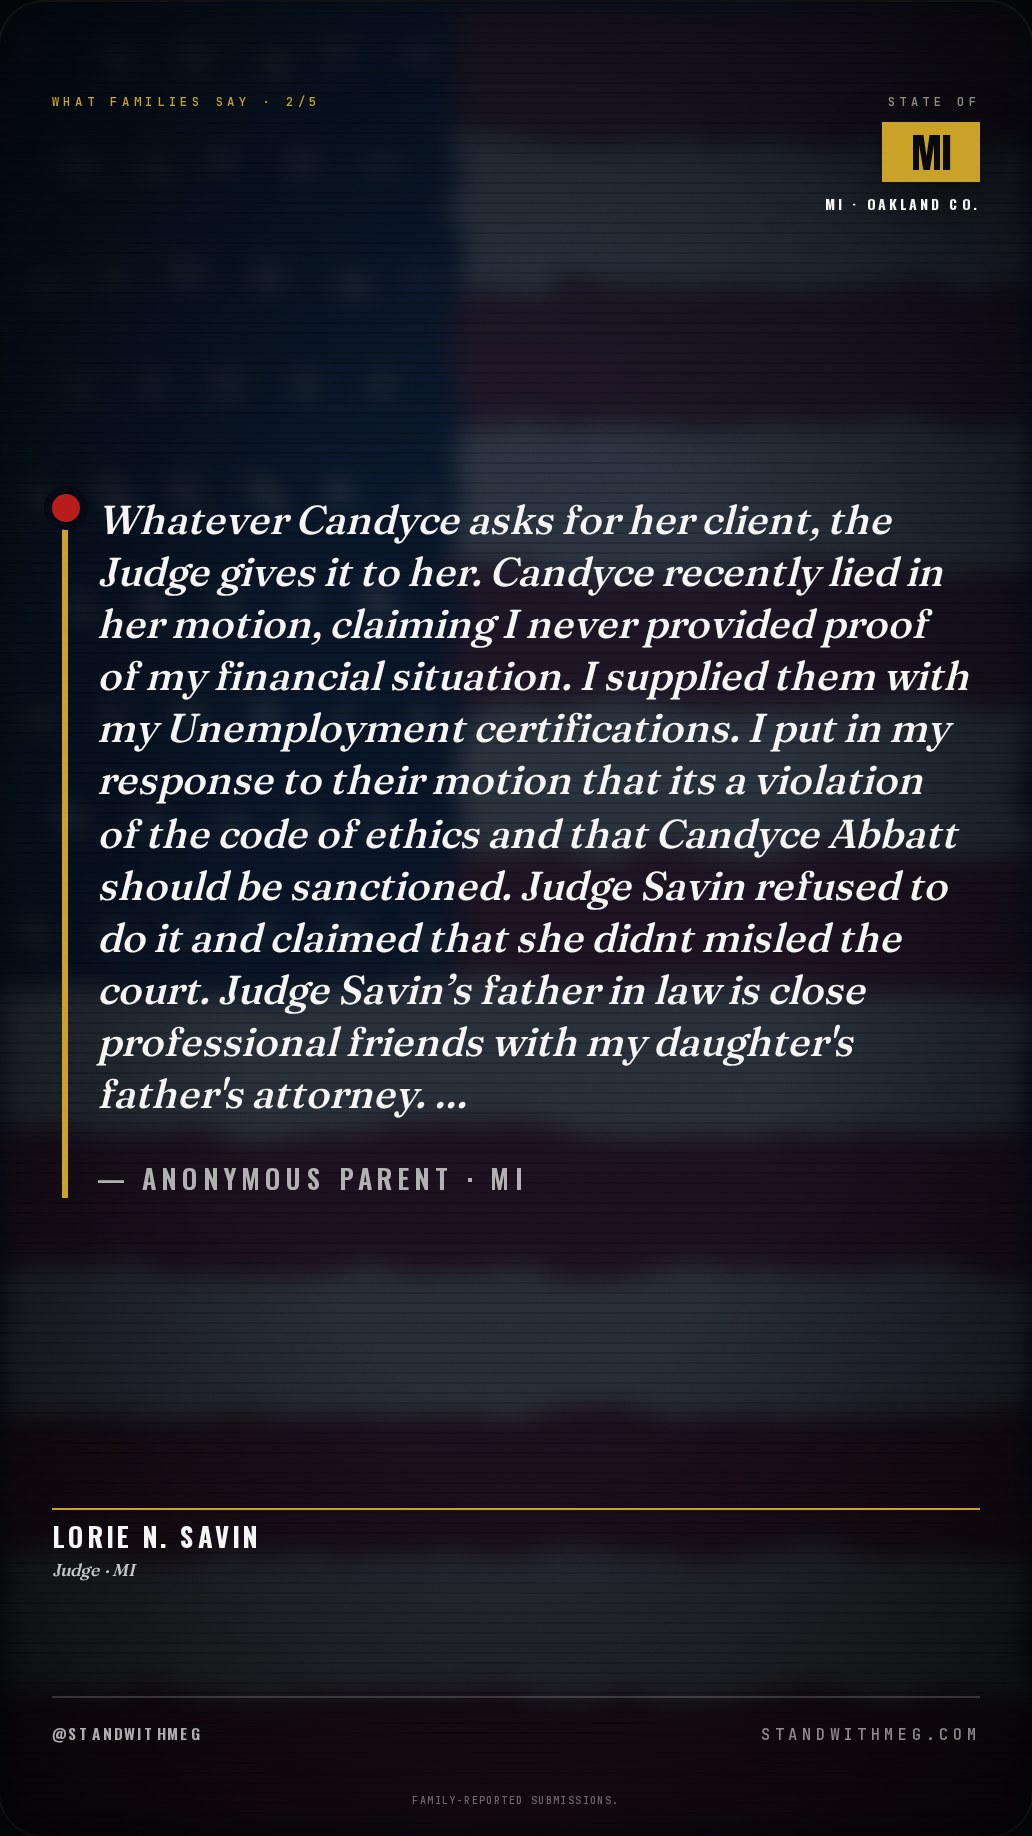 WHAT FAMILIES SAY · 2/5
STATE OF
MI
MI · OAKLAND CO.
Whatever Candyce asks for her client, the
Judge gives it to her. Candyce recently lied in
her motion, claiming I never provided proof
of my financial situation. I supplied them with
my Unemployment certifications. I put in my
response to their motion that its a violation
of the code of ethics and that Candyce Abbatt
should be sanctioned. Judge Savin refused to
do it and claimed that she didnt misled the
court. Judge Savin’s father in law is close
professional friends with my daughter's
father's attorney. ...
— ANONYMOUS PARENT · MI
LORIE N. SAVIN
Judge · MI
@STANDWITHMEG
STANDWITHMEG.COM
FAMILY-REPORTED SUBMISSIONS.